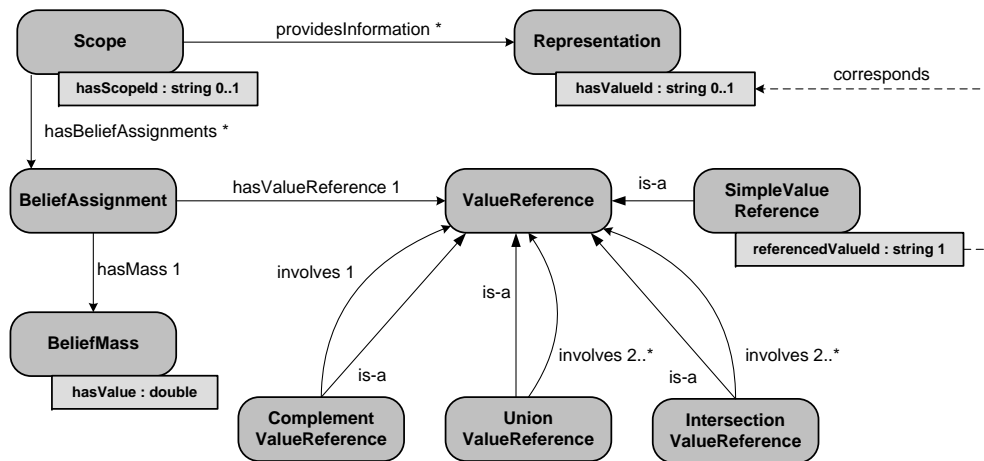 Scope
providesInformation *
Representation
hasScopeId : string 0..1
hasValueId : string 0..1
corresponds
hasBeliefAssignments *
BeliefAssignment
hasValueReference 1
ValueReference
is-a
SimpleValue
Reference
referencedValueId : string 1
hasMass 1
involves 1
is-a
BeliefMass
hasValue : double
is-a
involves 2..*
is-a
involves 2..*
Complement
ValueReference
Union
ValueReference
Intersection
ValueReference